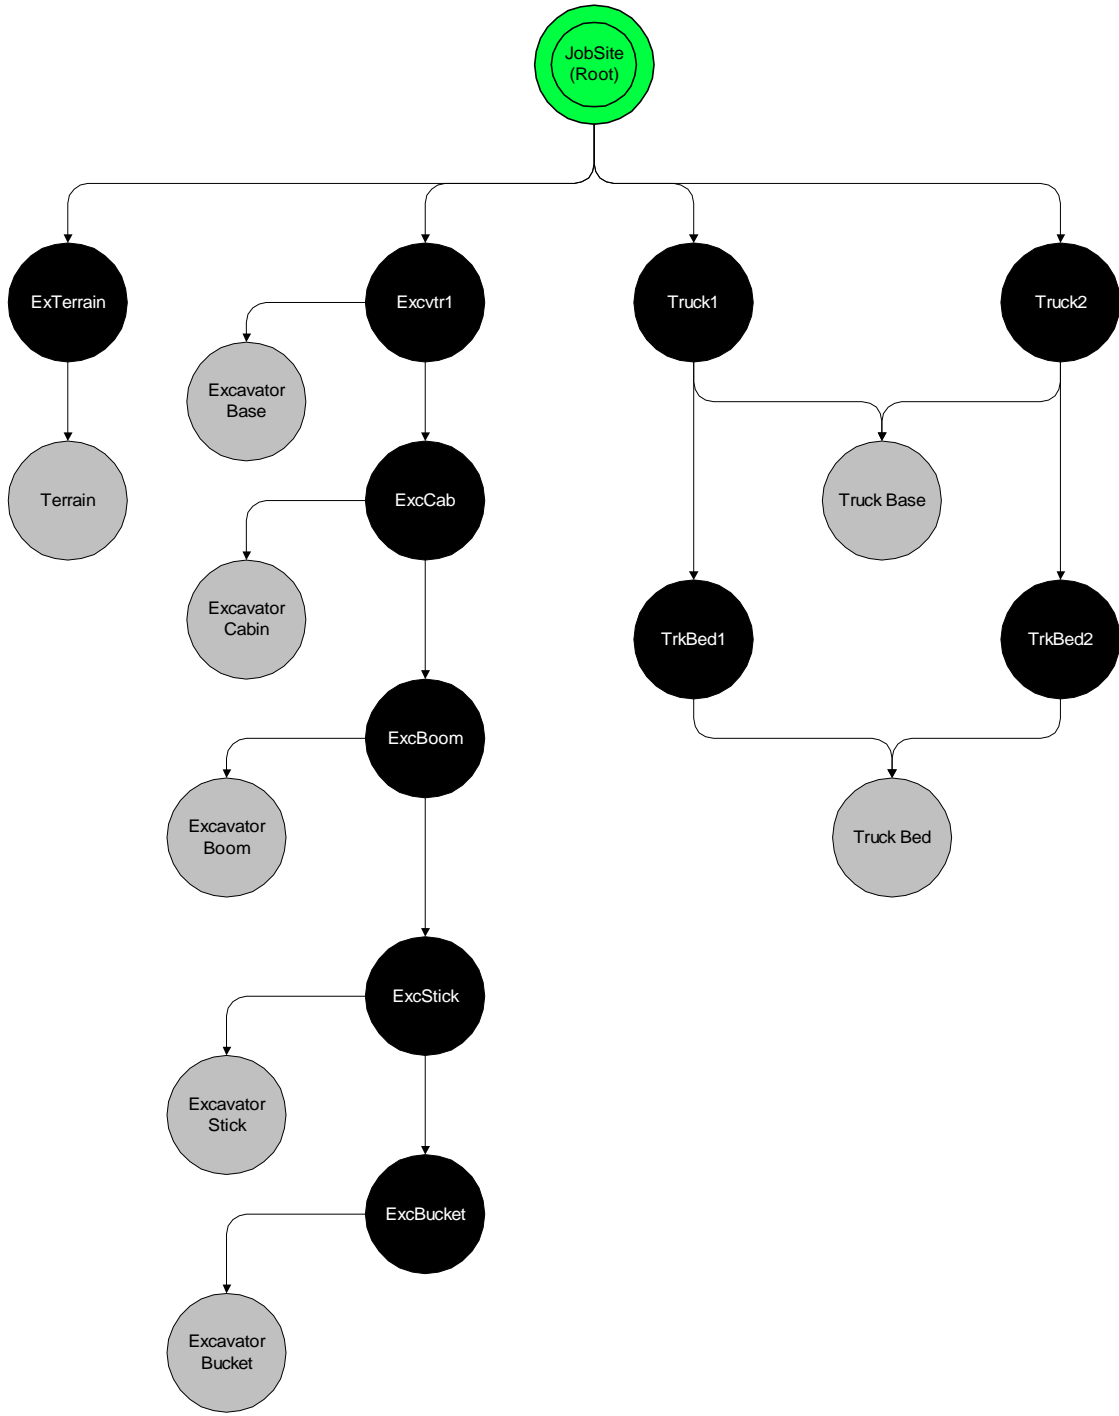 JobSite
(Root)
ExTerrain
Excvtr1
Truck1
Truck2
Excavator
Base
Terrain
ExcCab
Truck Base
Excavator
Cabin
TrkBed1
TrkBed2
ExcBoom
Excavator
Boom
Truck Bed
ExcStick
Excavator
Stick
ExcBucket
Excavator
Bucket